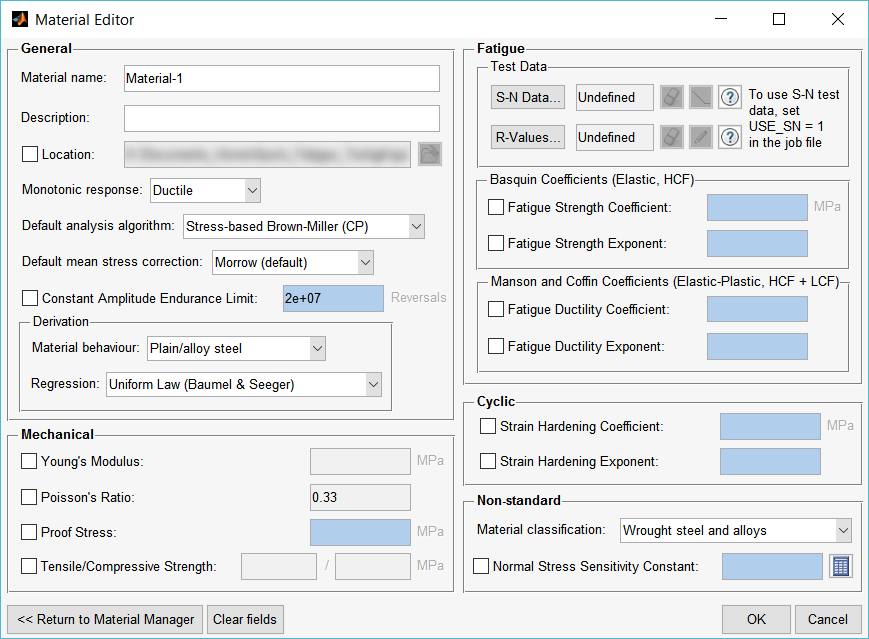 Material Editor
General
Material name: Material-1
Description:
Location:
Monotonic response: Ductile
Default analysis algorithm: Stress-based Brown-Miller (CP)
Default mean stress correction: Morrow (default)
Constant Amplitude Endurance Limit: 2e+07 Reversals
Derivation
Material behaviour: Plain/alloy steel
Regression: Uniform Law (Baumel & Seeger)
Mechanical
Young's Modulus: MPa
Poisson's Ratio: 0.33
Proof Stress: MPa
Tensile/Compressive Strength: / MPa
Fatigue
Test Data
S-N Data... Undefined ?
R-Values... Undefined ?
To use S-N test
data, set
USE_SN = 1
in the job file
Basquin Coefficients (Elastic, HCF)
Fatigue Strength Coefficient: MPa
Fatigue Strength Exponent:
Manson and Coffin Coefficients (Elastic-Plastic, HCF + LCF)
Fatigue Ductility Coefficient:
Fatigue Ductility Exponent:
Cyclic
Strain Hardening Coefficient: MPa
Strain Hardening Exponent:
Non-standard
Material classification: Wrought steel and alloys
Normal Stress Sensitivity Constant:
<< Return to Material Manager Clear fields OK Cancel